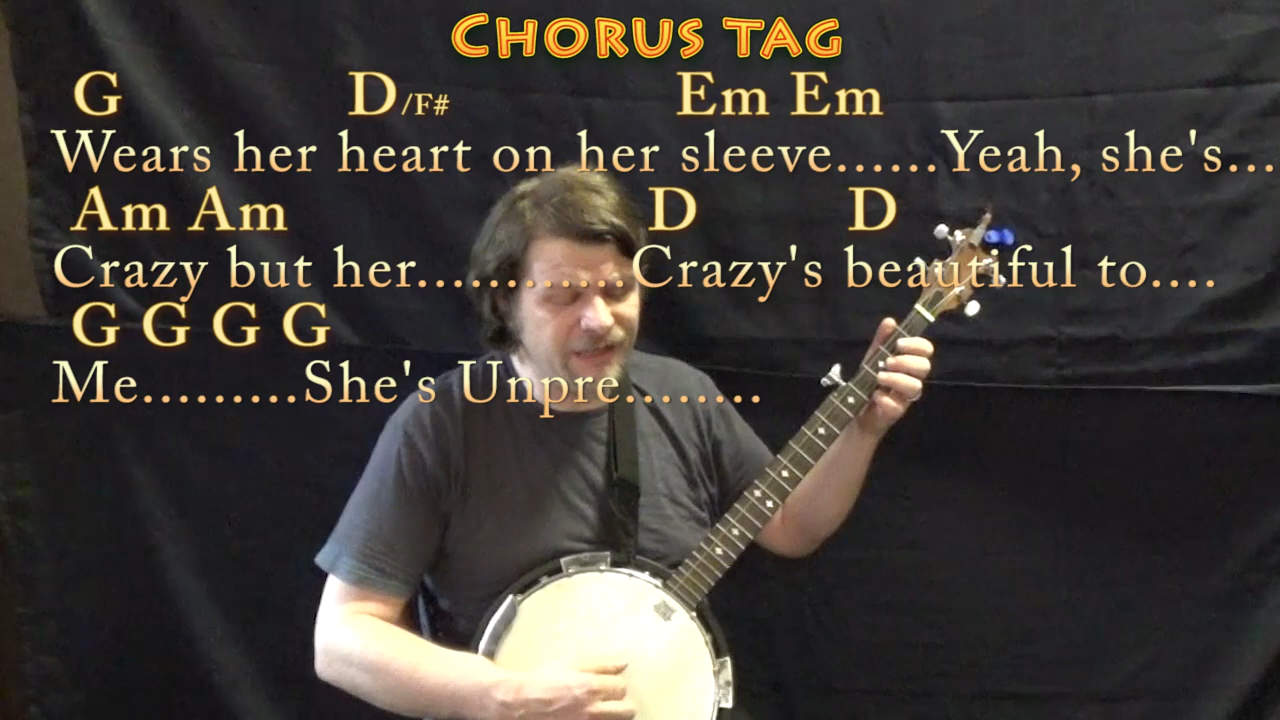 CHORUS TAG
G D/F# Em Em
Wears her heart on her sleeve......Yeah, she's...
Am Am D D
Crazy but her............Crazy's beautiful to....
G G G G
Me.........She's Unpre........